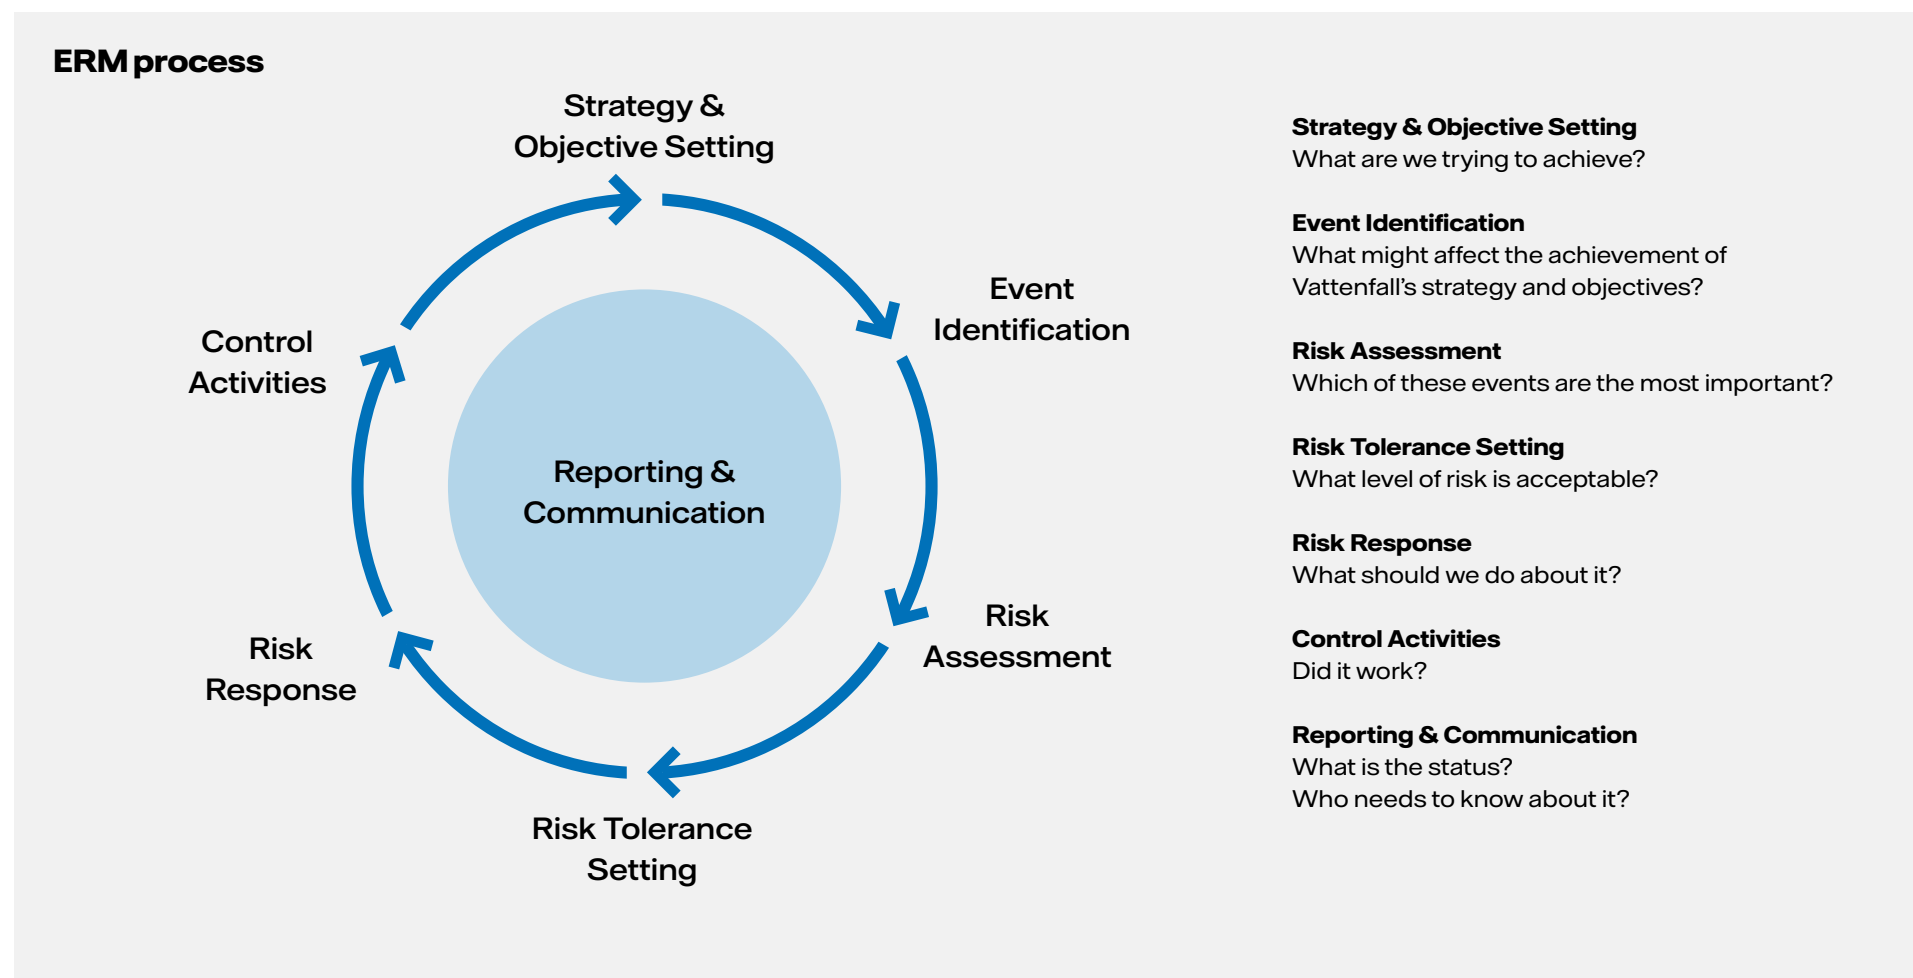 ERM process
Strategy &
Objective Setting
Event
Identification
Risk
Assessment
Risk Tolerance
Setting
Risk
Response
Control
Activities
Reporting &
Communication
Strategy & Objective Setting
What are we trying to achieve?
Event Identification
What might affect the achievement of
Vattenfall’s strategy and objectives?
Risk Assessment
Which of these events are the most important?
Risk Tolerance Setting
What level of risk is acceptable?
Risk Response
What should we do about it?
Control Activities
Did it work?
Reporting & Communication
What is the status?
Who needs to know about it?